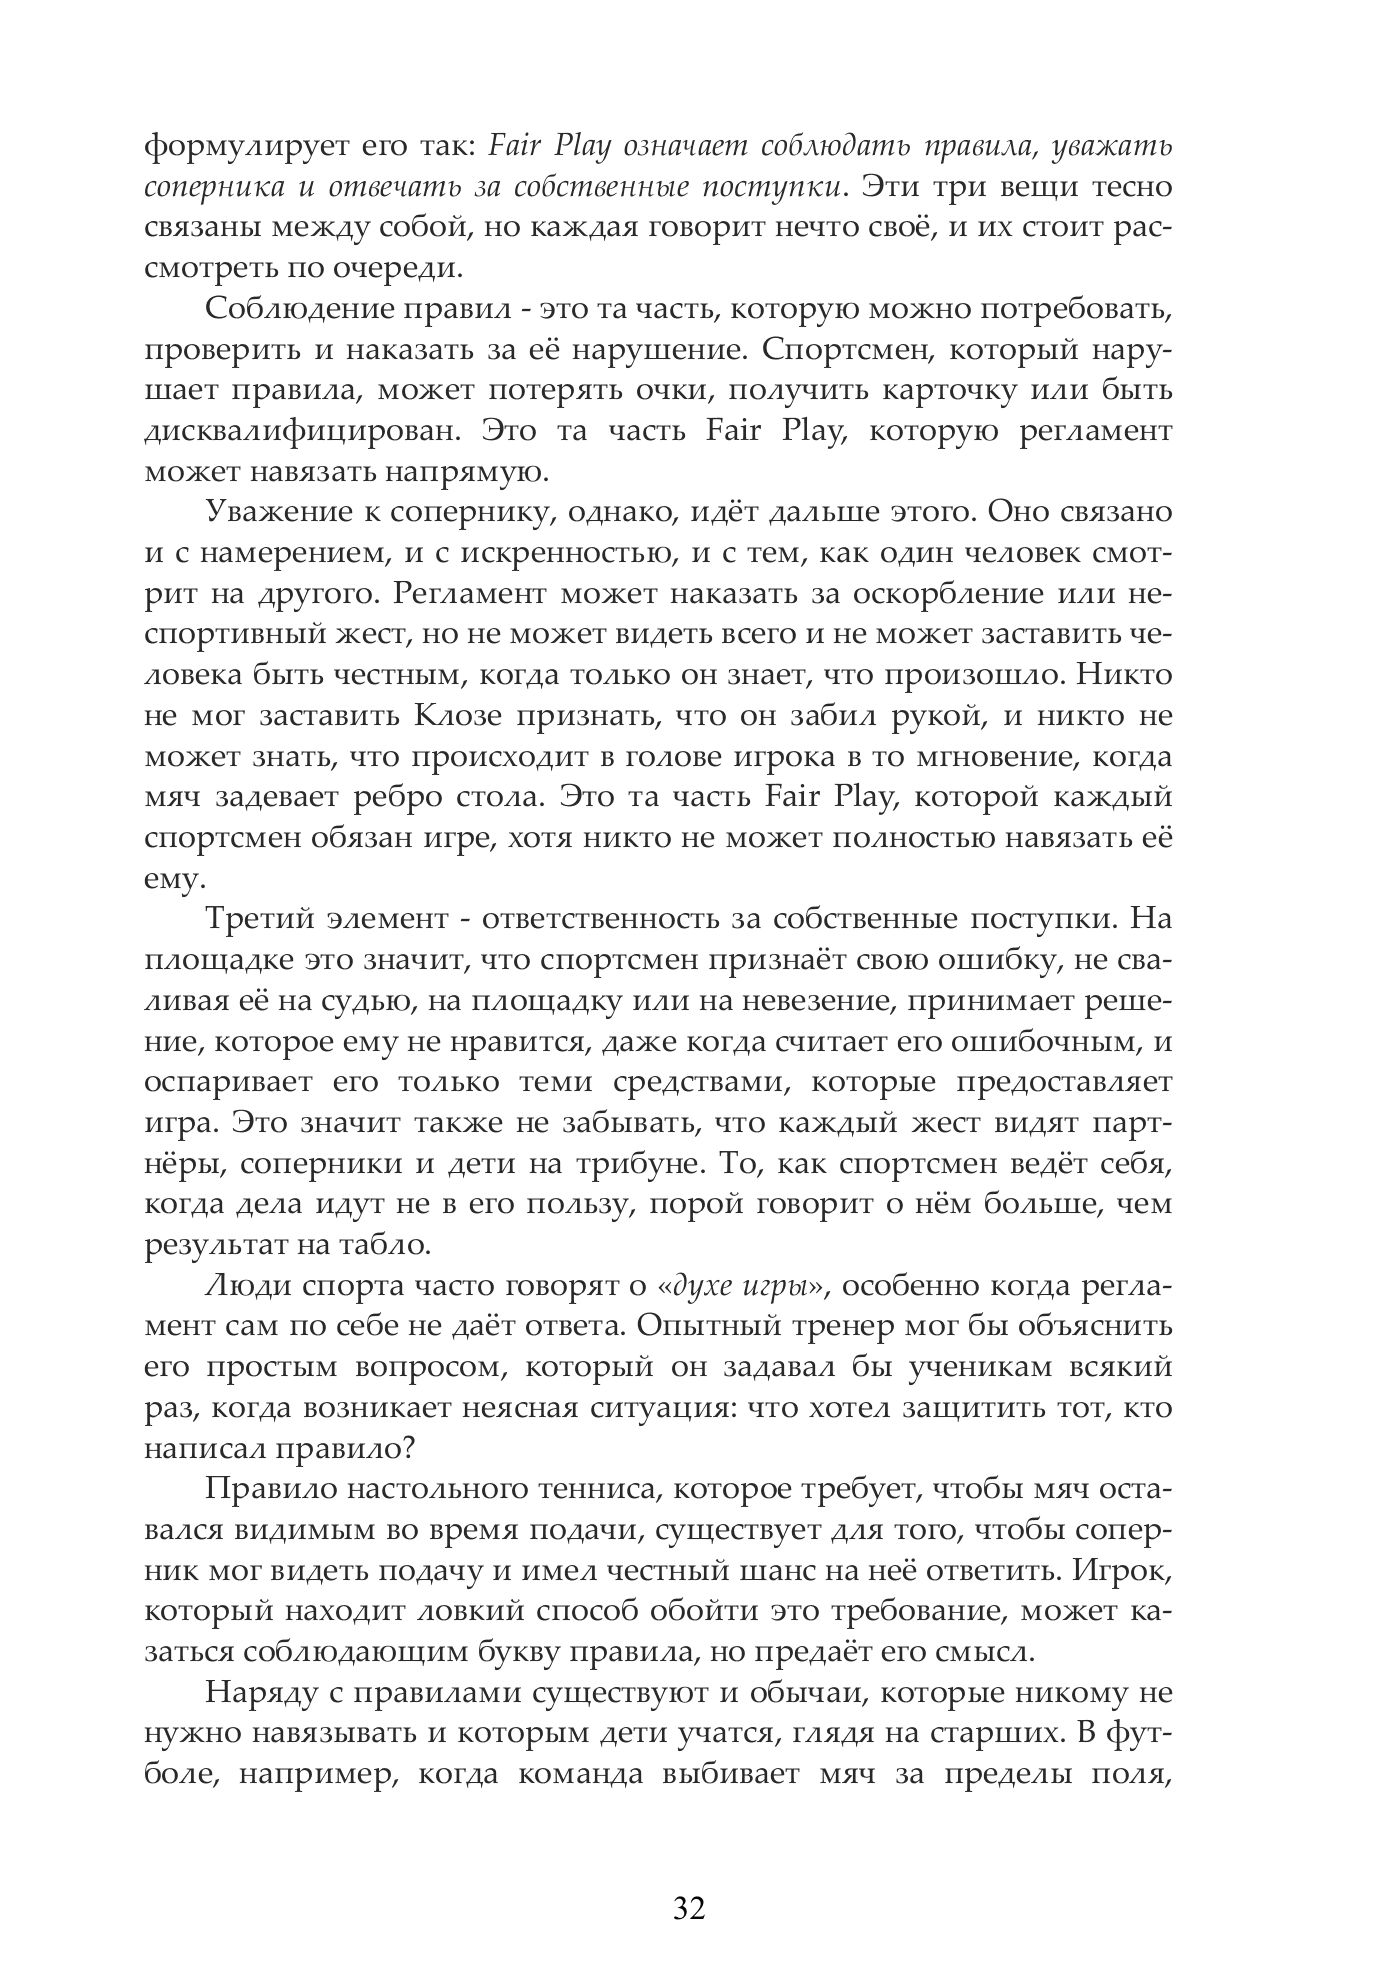 формулирует его так: Fair Play означает соблюдать правила, уважать
соперника и отвечать за собственные поступки. Эти три вещи тесно
связаны между собой, но каждая говорит нечто своё, и их стоит рас-
смотреть по очереди.
Соблюдение правил - это та часть, которую можно потребовать,
проверить и наказать за её нарушение. Спортсмен, который нару-
шает правила, может потерять очки, получить карточку или быть
дисквалифицирован. Это та часть Fair Play, которую регламент
может навязать напрямую.
Уважение к сопернику, однако, идёт дальше этого. Оно связано
и с намерением, и с искренностью, и с тем, как один человек смот-
рит на другого. Регламент может наказать за оскорбление или не-
спортивный жест, но не может видеть всего и не может заставить че-
ловека быть честным, когда только он знает, что произошло. Никто
не мог заставить Клозе признать, что он забил рукой, и никто не
может знать, что происходит в голове игрока в то мгновение, когда
мяч задевает ребро стола. Это та часть Fair Play, которой каждый
спортсмен обязан игре, хотя никто не может полностью навязать её
ему.
Третий элемент - ответственность за собственные поступки. На
площадке это значит, что спортсмен признаёт свою ошибку, не сва-
ливая её на судью, на площадку или на невезение, принимает реше-
ние, которое ему не нравится, даже когда считает его ошибочным, и
оспаривает его только теми средствами, которые предоставляет
игра. Это значит также не забывать, что каждый жест видят парт-
нёры, соперники и дети на трибуне. То, как спортсмен ведёт себя,
когда дела идут не в его пользу, порой говорит о нём больше, чем
результат на табло.
Люди спорта часто говорят о «духе игры», особенно когда регла-
мент сам по себе не даёт ответа. Опытный тренер мог бы объяснить
его простым вопросом, который он задавал бы ученикам всякий
раз, когда возникает неясная ситуация: что хотел защитить тот, кто
написал правило?
Правило настольного тенниса, которое требует, чтобы мяч оста-
вался видимым во время подачи, существует для того, чтобы сопер-
ник мог видеть подачу и имел честный шанс на неё ответить. Игрок,
который находит ловкий способ обойти это требование, может ка-
заться соблюдающим букву правила, но предаёт его смысл.
Наряду с правилами существуют и обычаи, которые никому не
нужно навязывать и которым дети учатся, глядя на старших. В фут-
боле, например, когда команда выбивает мяч за пределы поля,
32